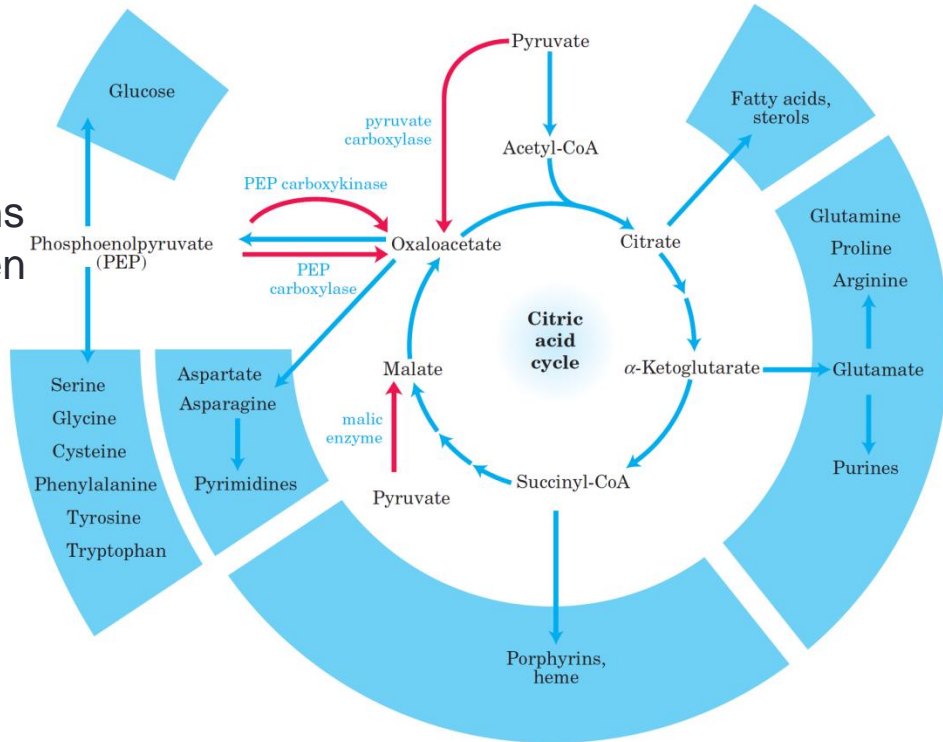 Pyruvate
Glucose
Fatty acids,
sterols
pyruvate
carboxylase
Acetyl-CoA
PEP carboxykinase
ns
en
Phosphoenolpyruvate
(PEP)
Oxaloacetate
Citrate
PEP
carboxylase
Glutamine
Proline
Arginine
Citric
acid
cycle
Malate
α-Ketoglutarate
Glutamate
Aspartate
Asparagine
Pyrimidines
malic
enzyme
Pyruvate
Succinyl-CoA
Purines
Serine
Glycine
Cysteine
Phenylalanine
Tyrosine
Tryptophan
Porphyrins,
heme